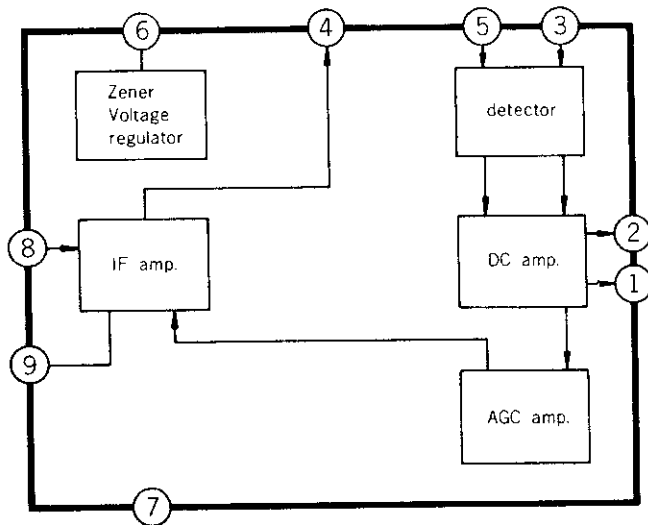 6
4
5
3
Zener
Voltage
regulator
detector
8
IF amp.
DC amp.
2
1
9
AGC amp.
7